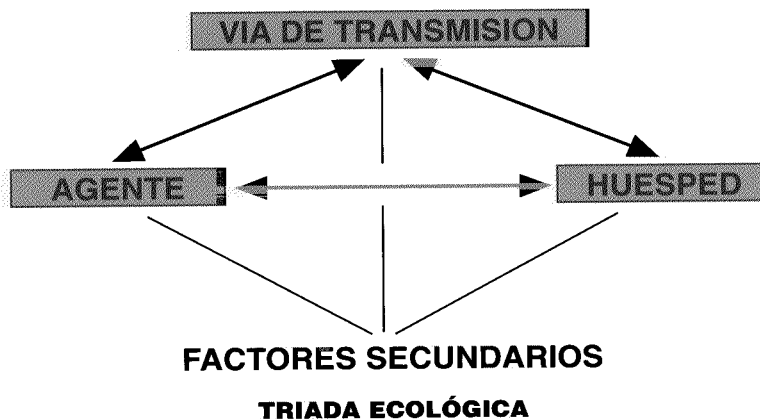 VIA DE TRANSMISION
AGENTE
HUESPED
FACTORES SECUNDARIOS
TRIADA ECOLÓGICA